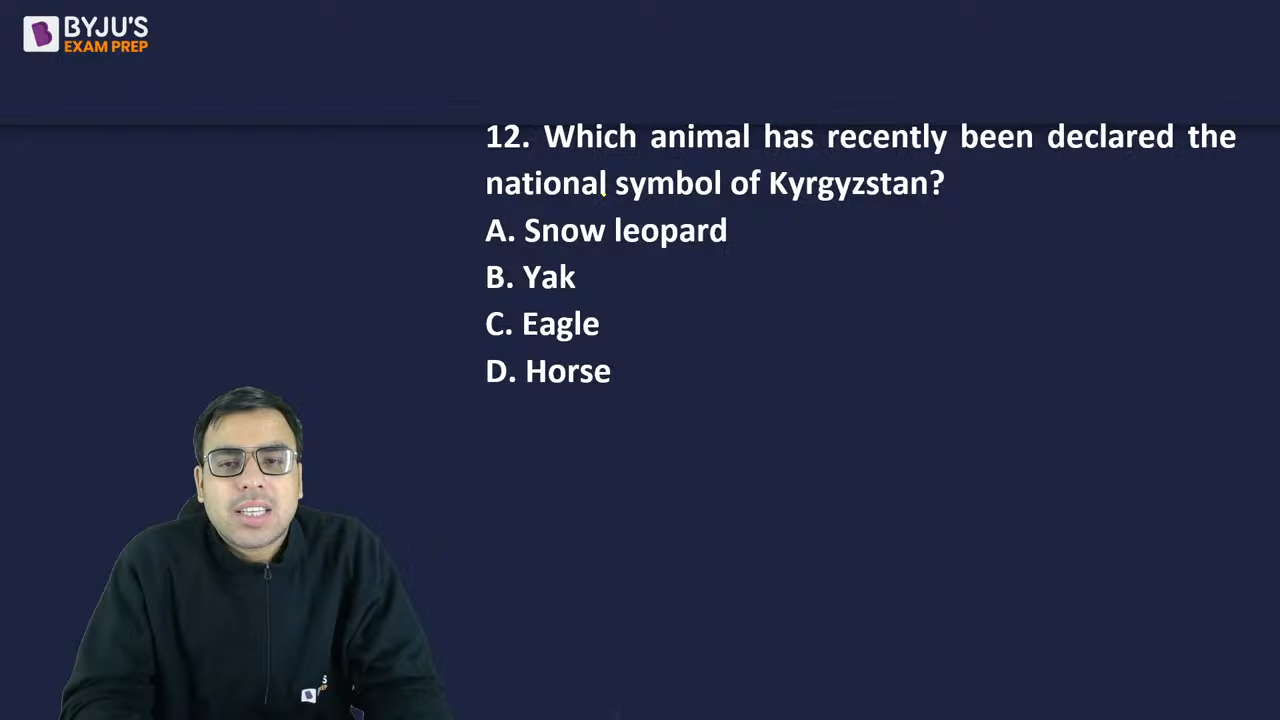 BYJU'S
EXAM PREP
12. Which animal has recently been declared the
national symbol of Kyrgyzstan?
A. Snow leopard
B. Yak
C. Eagle
D. Horse